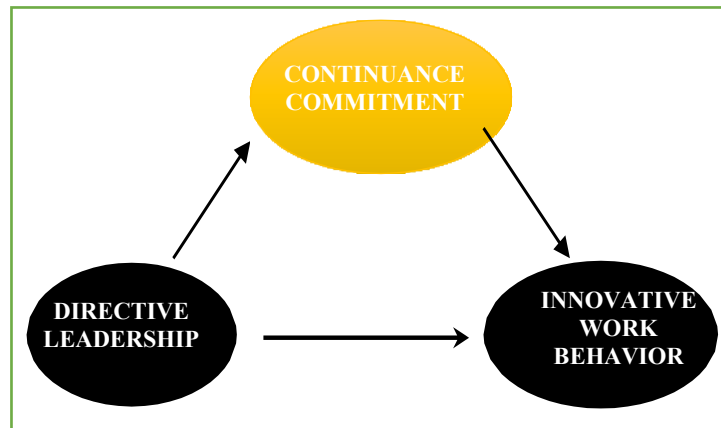 CONTINUANCE
COMMITMENT
DIRECTIVE
LEADERSHIP
INNOVATIVE
WORK
BEHAVIOR